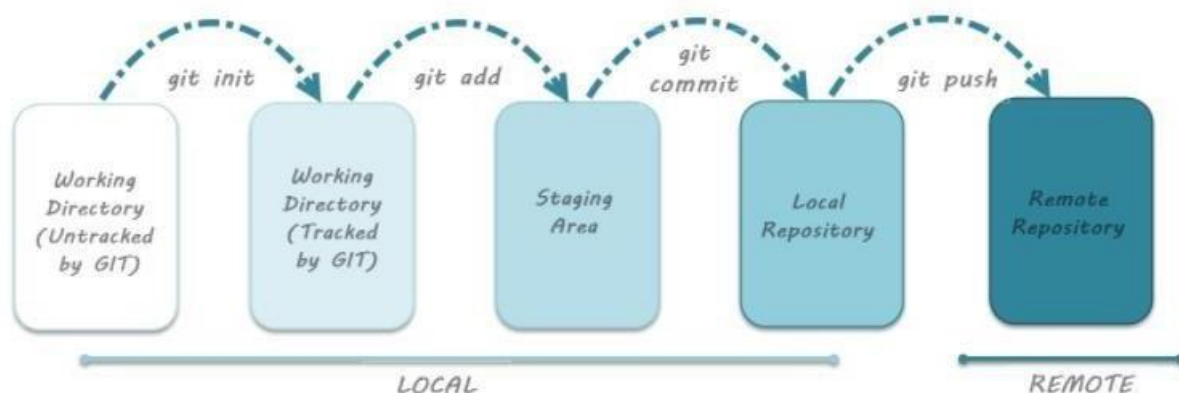 git init
git add
git
commit
git push
Working
Directory
(Untracked
by GIT)
Working
Directory
(Tracked
by GIT)
Staging
Area
Local
Repository
Remote
Repository
LOCAL
REMOTE